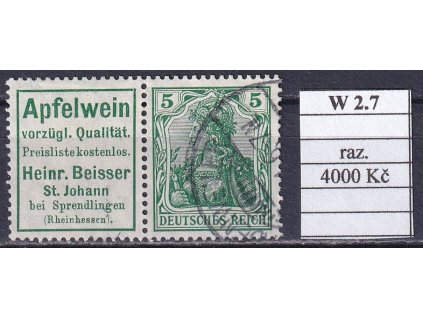 Apfelwein
vorzügl. Qualität.
Preisliste kostenlos.
Heinr. Beisser
St. Johann
bei Sprendlingen
(Rheinhessen).
5 5
DEUTSCHES REICH
W 2.7
raz.
4000 Kč